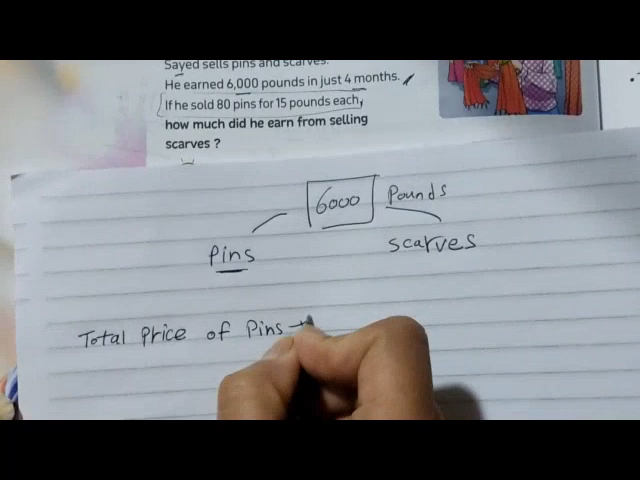 Sayed sells pins and scarves.
He earned 6,000 pounds in just 4 months.
If he sold 80 pins for 15 pounds each,
how much did he earn from selling
scarves ?
6000 Pounds
Pins scarves
Total Price of Pins